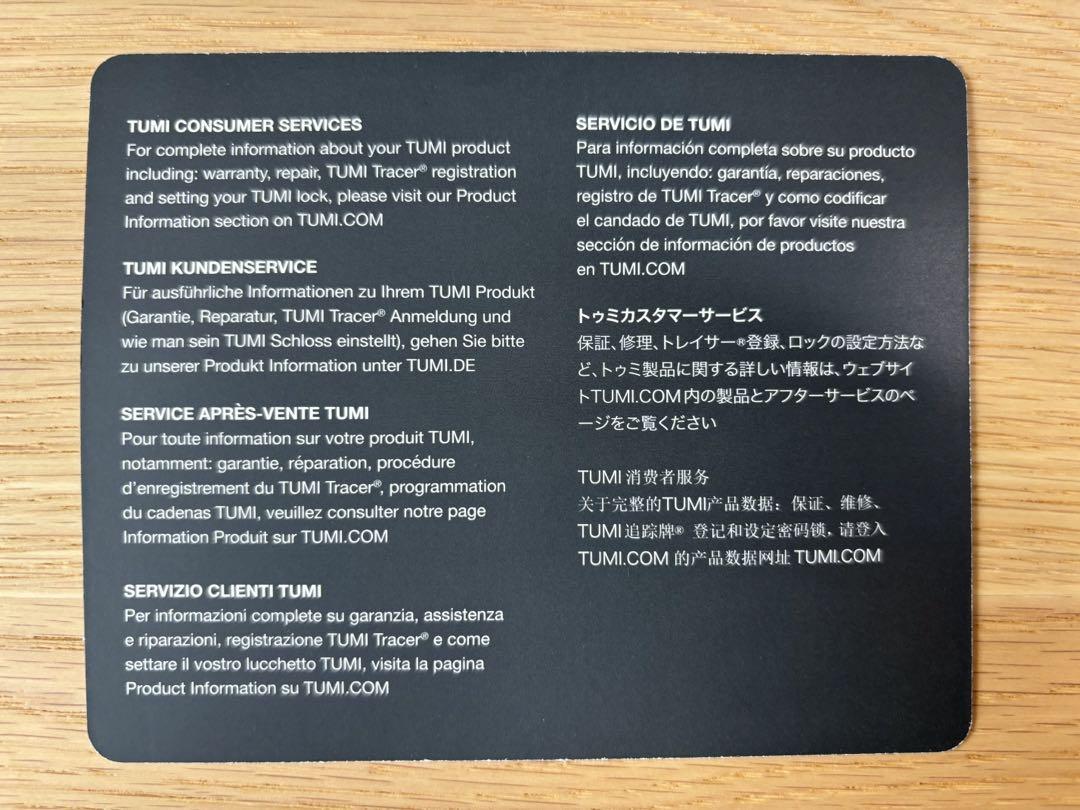 TUMI CONSUMER SERVICES
For complete information about your TUMI product
including: warranty, repair, TUMI Tracer® registration
and setting your TUMI lock, please visit our Product
Information section on TUMI.COM
TUMI KUNDENSERVICE
Für ausführliche Informationen zu Ihrem TUMI Produkt
(Garantie, Reparatur, TUMI Tracer® Anmeldung und
wie man sein TUMI Schloss einstellt), gehen Sie bitte
zu unserer Produkt Information unter TUMI.DE
SERVICE APRÈS-VENTE TUMI
Pour toute information sur votre produit TUMI,
notamment: garantie, réparation, procédure
d'enregistrement du TUMI Tracer®, programmation
du cadenas TUMI, veuillez consulter notre page
Information Produit sur TUMI.COM
SERVIZIO CLIENTI TUMI
Per informazioni complete su garanzia, assistenza
e riparazioni, registrazione TUMI Tracer® e come
settare il vostro lucchetto TUMI, visita la pagina
Product Information su TUMI.COM
SERVICIO DE TUMI
Para información completa sobre su producto
TUMI, incluyendo: garantía, reparaciones,
registro de TUMI Tracer® y como codificar
el candado de TUMI, por favor visite nuestra
sección de información de productos
en TUMI.COM
トゥミカスタマーサービス
保証、修理、トレイサー®登録、ロックの設定方法な
ど、トゥミ製品に関する詳しい情報は、ウェブサイ
トTUMI.COM内の製品とアフターサービスのペ
ージをご覧ください
TUMI 消费者服务
关于完整的TUMI产品数据：保证、维修、
TUMI 追踪牌® 登记和设定密码锁，请登入
TUMI.COM 的产品数据网址 TUMI.COM